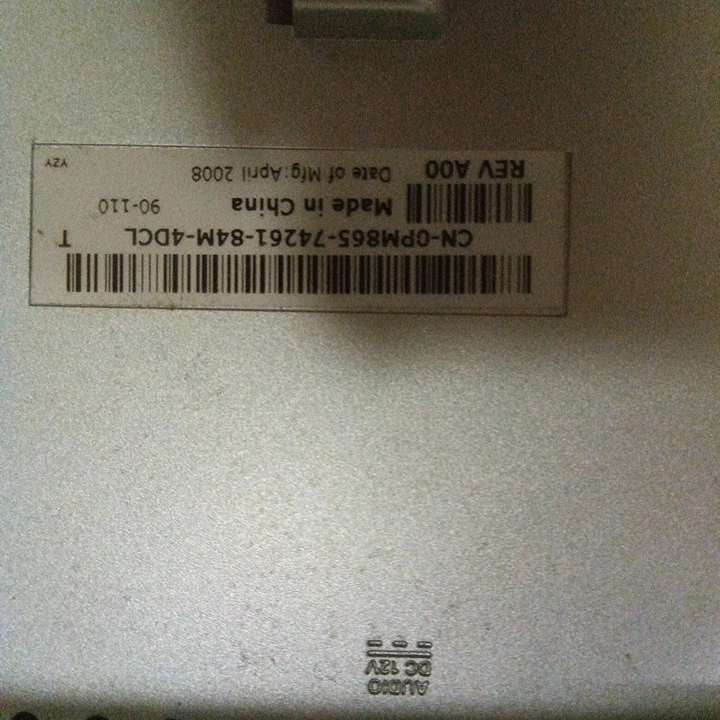 CN-0PM865-74261-84M-4DCL T
Made in China 90-110
REV A00 Date of Mfg:April 2008
YZY
AUDIO
DC 12V